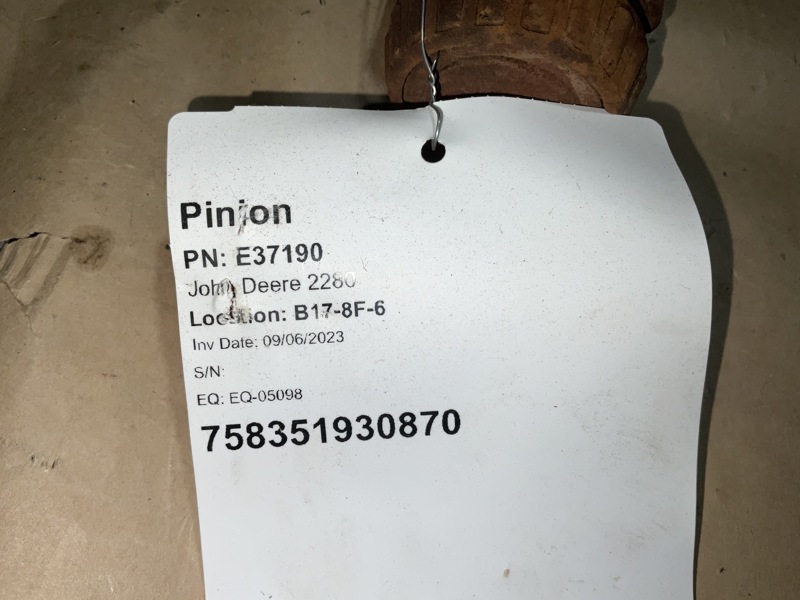 Pinion
PN: E37190
John Deere 2280
Location: B17-8F-6
Inv Date: 09/06/2023
S/N:
EQ: EQ-05098
758351930870